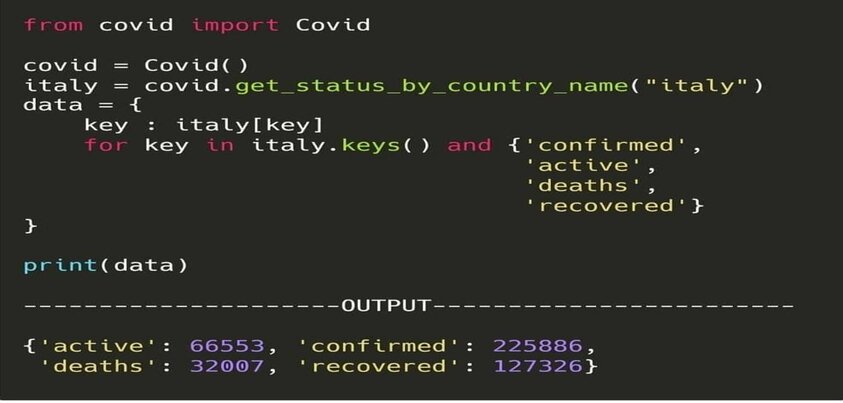 from covid import Covid
covid = Covid()
italy = covid.get_status_by_country_name("italy")
data = {
    key : italy[key]
    for key in italy.keys() and {'confirmed',
                                 'active',
                                 'deaths',
                                 'recovered'}
}
print(data)
---------------------OUTPUT------------------------
{'active': 66553, 'confirmed': 225886,
 'deaths': 32007, 'recovered': 127326}